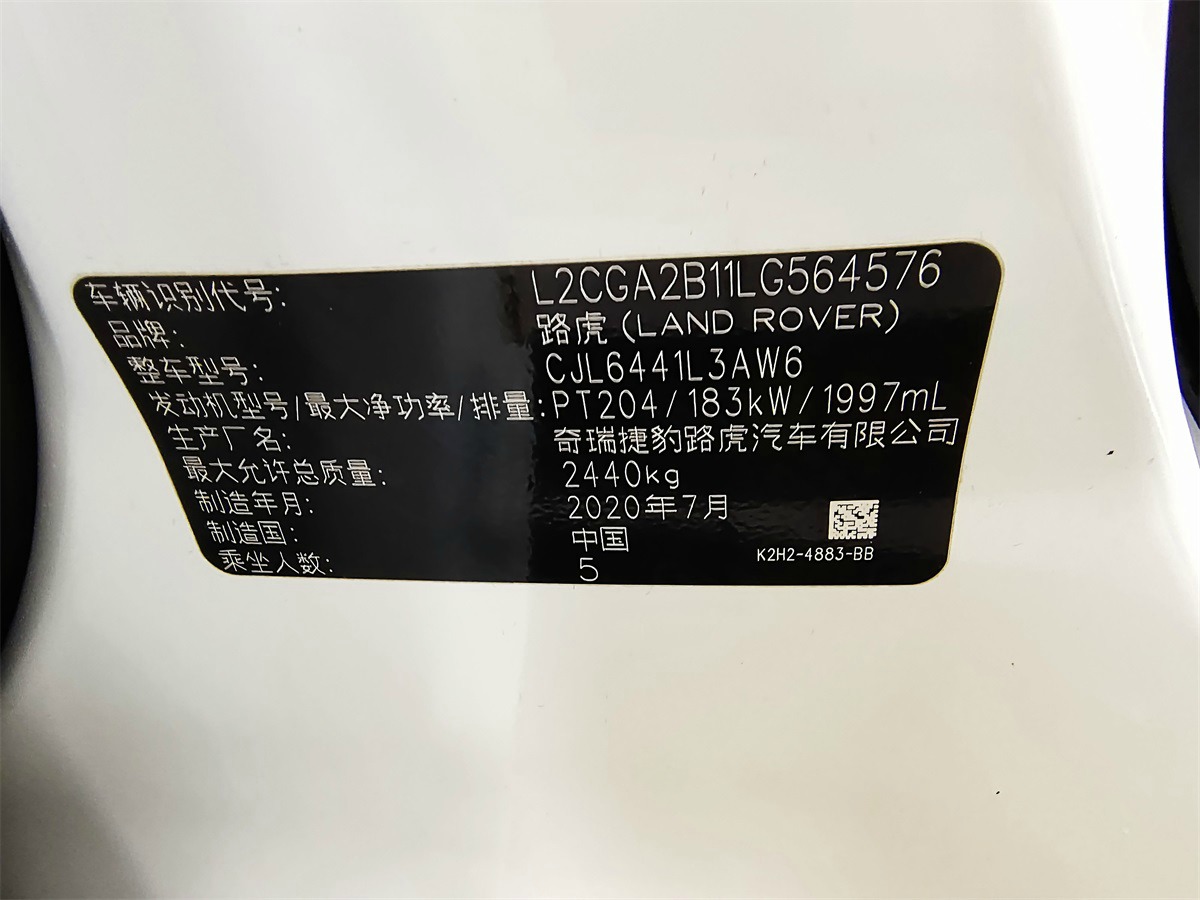 车辆识别代号: L2CGA2B11LG564576
品牌: 路虎 (LAND ROVER)
整车型号: CJL6441L3AW6
发动机型号/最大净功率/排量: PT204/183kW/1997mL
生产厂名: 奇瑞捷豹路虎汽车有限公司
最大允许总质量: 2440kg
制造年月: 2020年7月
制造国: 中国
乘坐人数: 5
K2H2-4883-BB